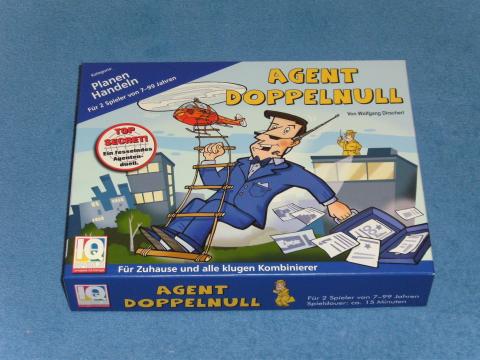 Kategorie:
Planen
Handeln
Für 2 Spieler von 7–99 Jahren
AGENT
DOPPELNULL
Von Wolfgang Dirscherl
TOP
SECRET!
Ein fesselndes
Agenten-
duell.
IQ
Für Zuhause und alle klugen Kombinierer
IQ
AGENT
DOPPELNULL
Für 2 Spieler von 7–99 Jahren
Spieldauer: ca. 15 Minuten